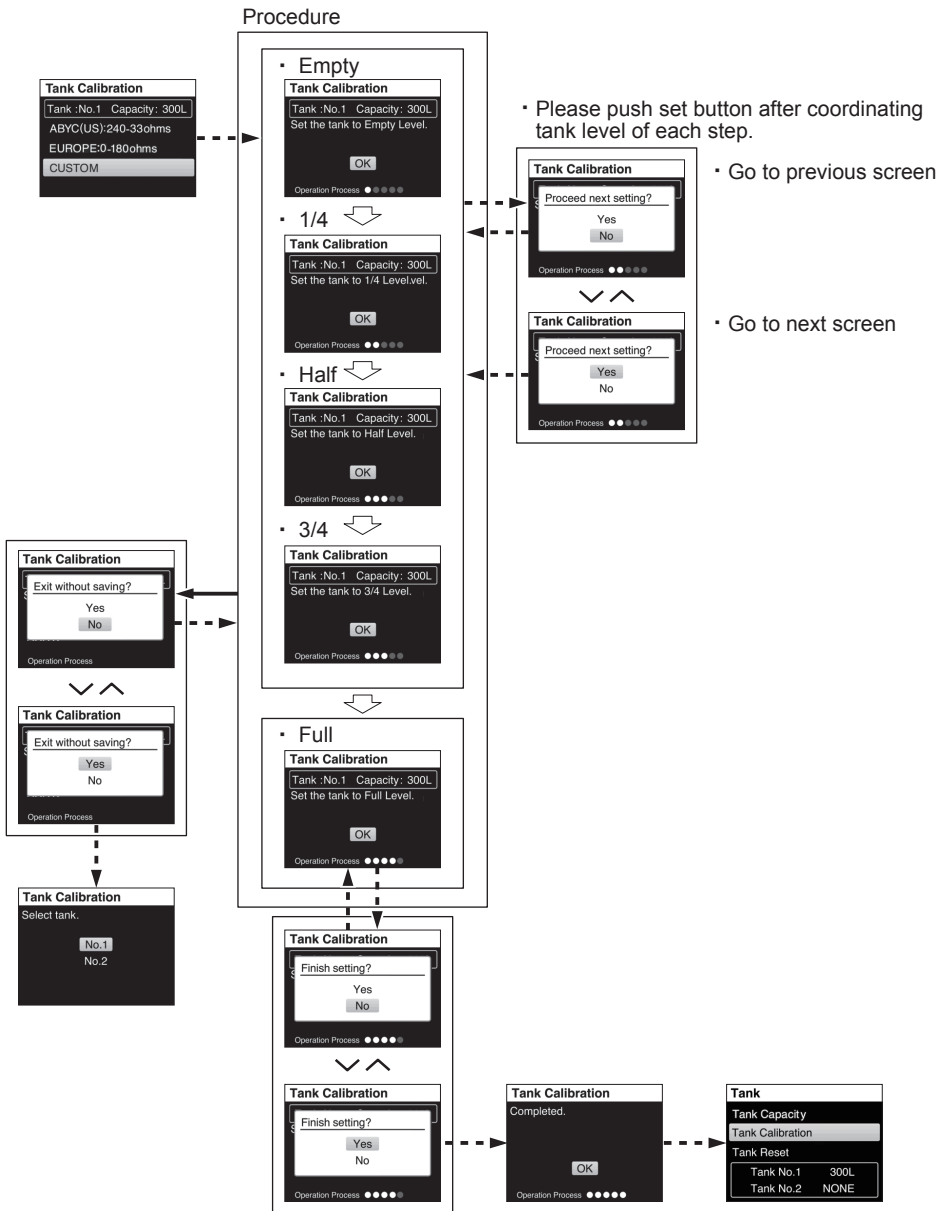 Procedure
Tank Calibration
Tank :No.1 Capacity: 300L
ABYC(US):240-33ohms
EUROPE:0-180ohms
CUSTOM
· Empty
Tank Calibration
Tank :No.1 Capacity: 300L
Set the tank to Empty Level.
OK
Operation Process
· 1/4
Tank Calibration
Tank :No.1 Capacity: 300L
Set the tank to 1/4 Level.vel.
OK
Operation Process
· Half
Tank Calibration
Tank :No.1 Capacity: 300L
Set the tank to Half Level.
OK
Operation Process
· 3/4
Tank Calibration
Tank :No.1 Capacity: 300L
Set the tank to 3/4 Level.
OK
Operation Process
· Full
Tank Calibration
Tank :No.1 Capacity: 300L
Set the tank to Full Level.
OK
Operation Process
· Please push set button after coordinating
tank level of each step.
Tank Calibration
Proceed next setting?
Yes
No
Operation Process
· Go to previous screen
Tank Calibration
Proceed next setting?
Yes
No
Operation Process
· Go to next screen
Tank Calibration
Exit without saving?
Yes
No
Operation Process
Tank Calibration
Exit without saving?
Yes
No
Operation Process
Tank Calibration
Select tank.
No.1
No.2
Tank Calibration
Finish setting?
Yes
No
Operation Process
Tank Calibration
Finish setting?
Yes
No
Operation Process
Tank Calibration
Completed.
OK
Operation Process
Tank
Tank Capacity
Tank Calibration
Tank Reset
Tank No.1 300L
Tank No.2 NONE